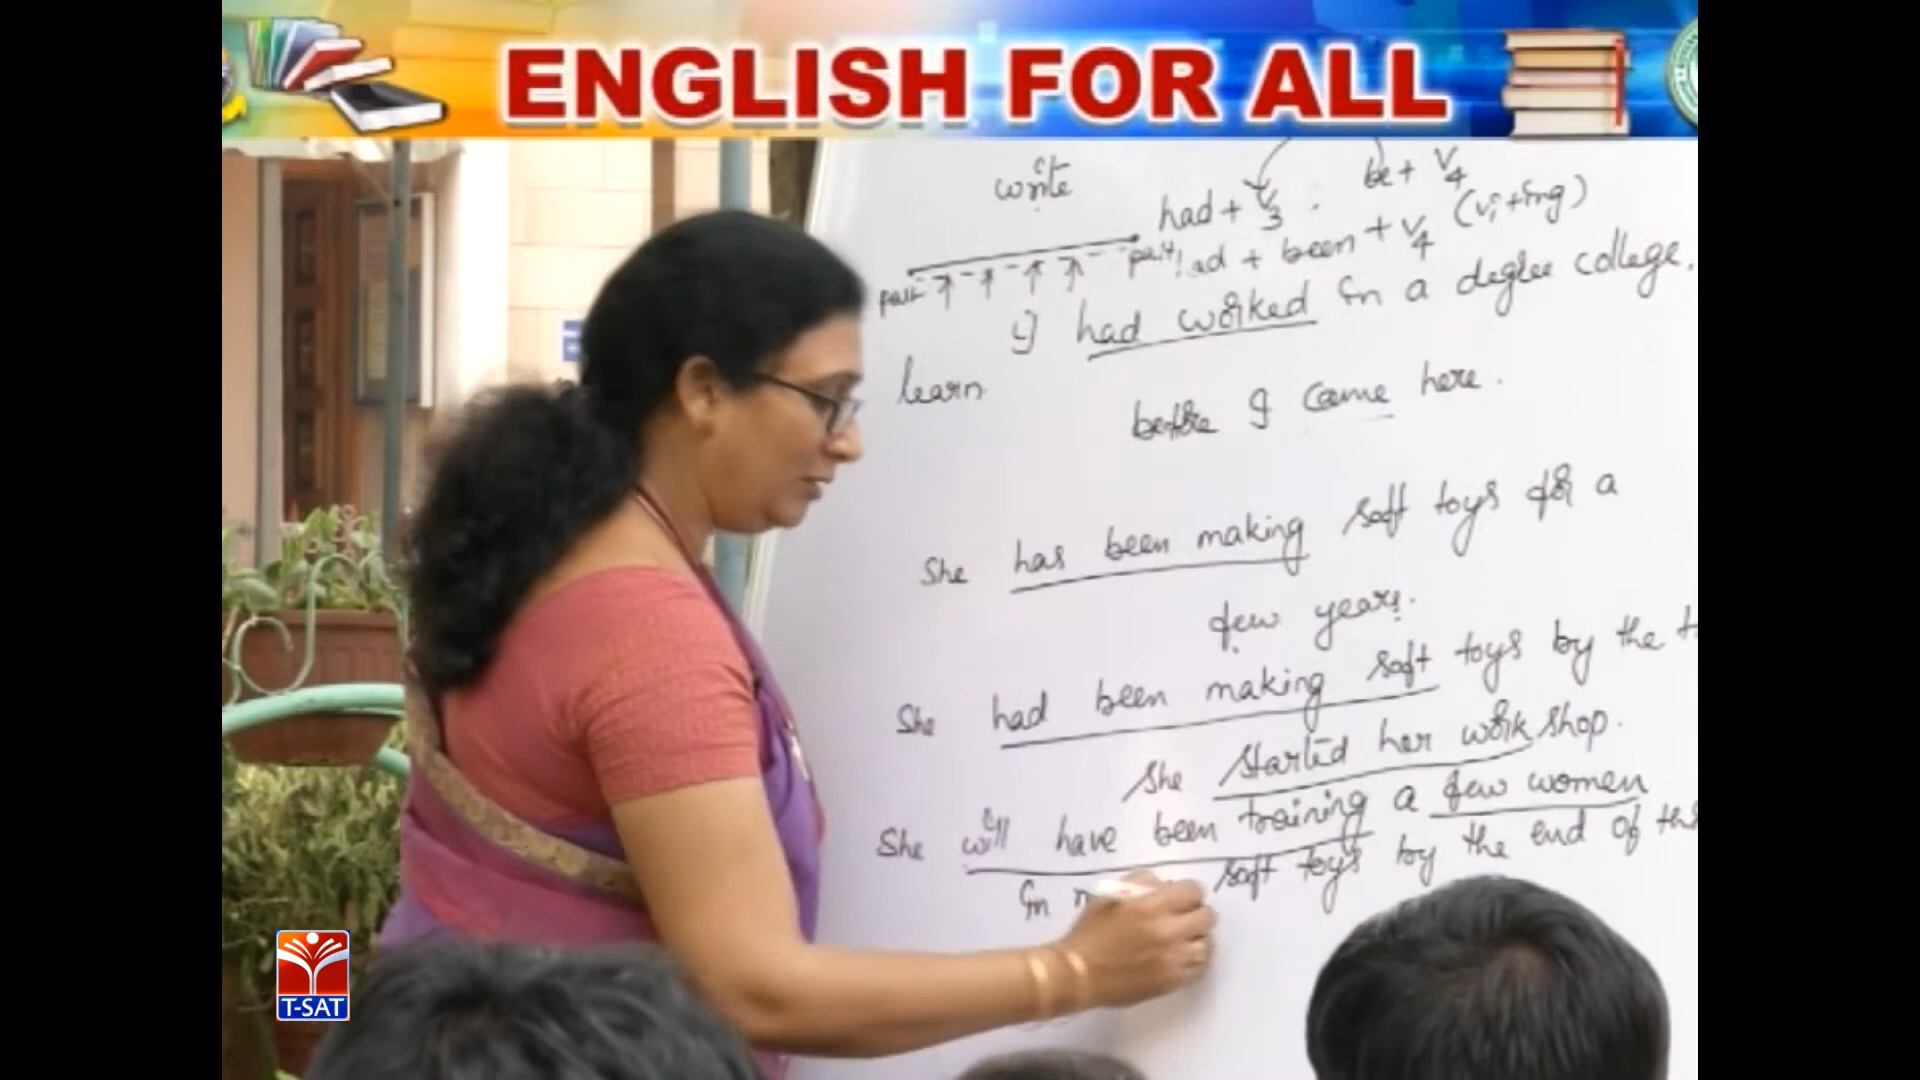 ENGLISH FOR ALL
write
be + V4
had + V3 .
had + been + V4 (V1+ing)
past
past
I had worked in a degree college.
learn
before I came here.
She has been making soft toys for a
few years.
She had been making soft toys by the
She started her workshop.
She will have been training a few women
in soft toys by the end of this
T-SAT